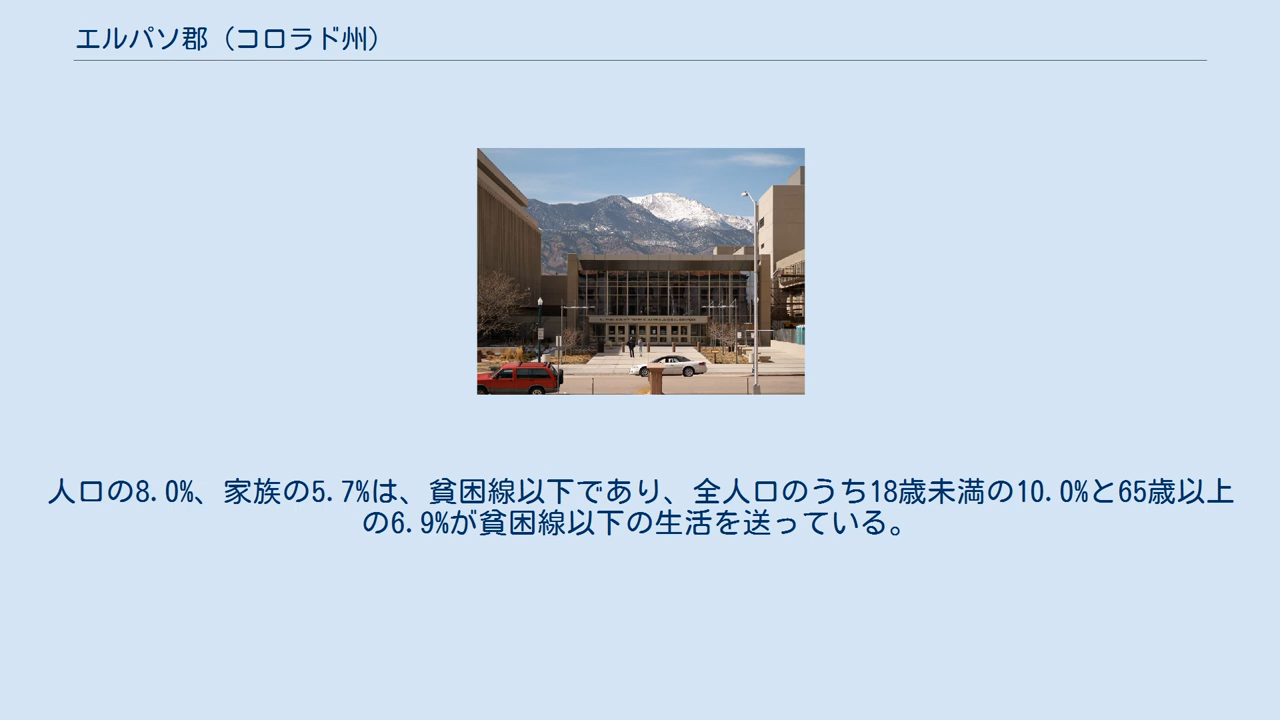 エルパソ郡（コロラド州）
人口の8.0%、家族の5.7%は、貧困線以下であり、全人口のうち18歳未満の10.0%と65歳以上
の6.9%が貧困線以下の生活を送っている。